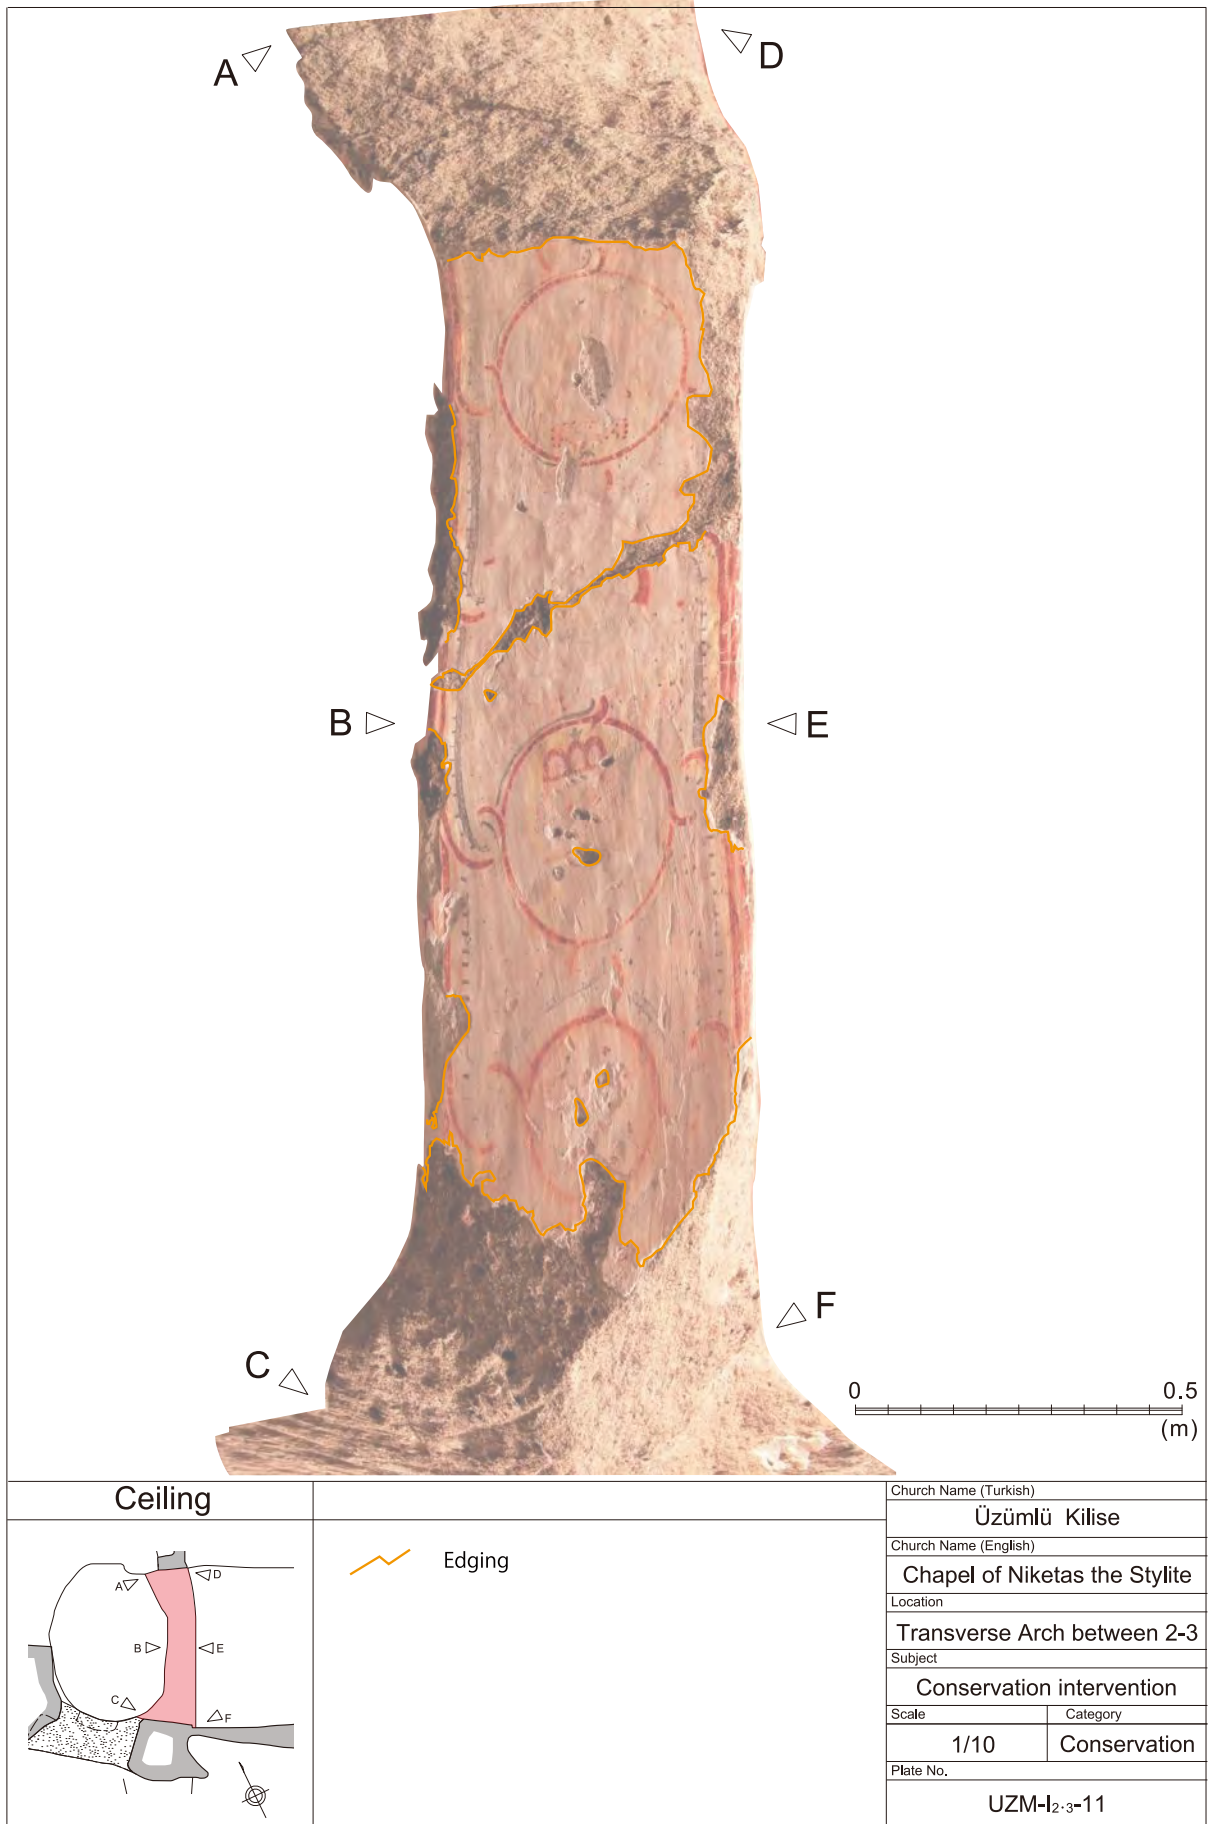 A
D
B
E
C
F
0 0.5
(m)
Ceiling
A
D
B
E
C
F
Edging
Church Name (Turkish)
Üzümlü Kilise
Church Name (English)
Chapel of Niketas the Stylite
Location
Transverse Arch between 2-3
Subject
Conservation intervention
Scale
Category
1/10
Conservation
Plate No.
UZM-I2·3-11